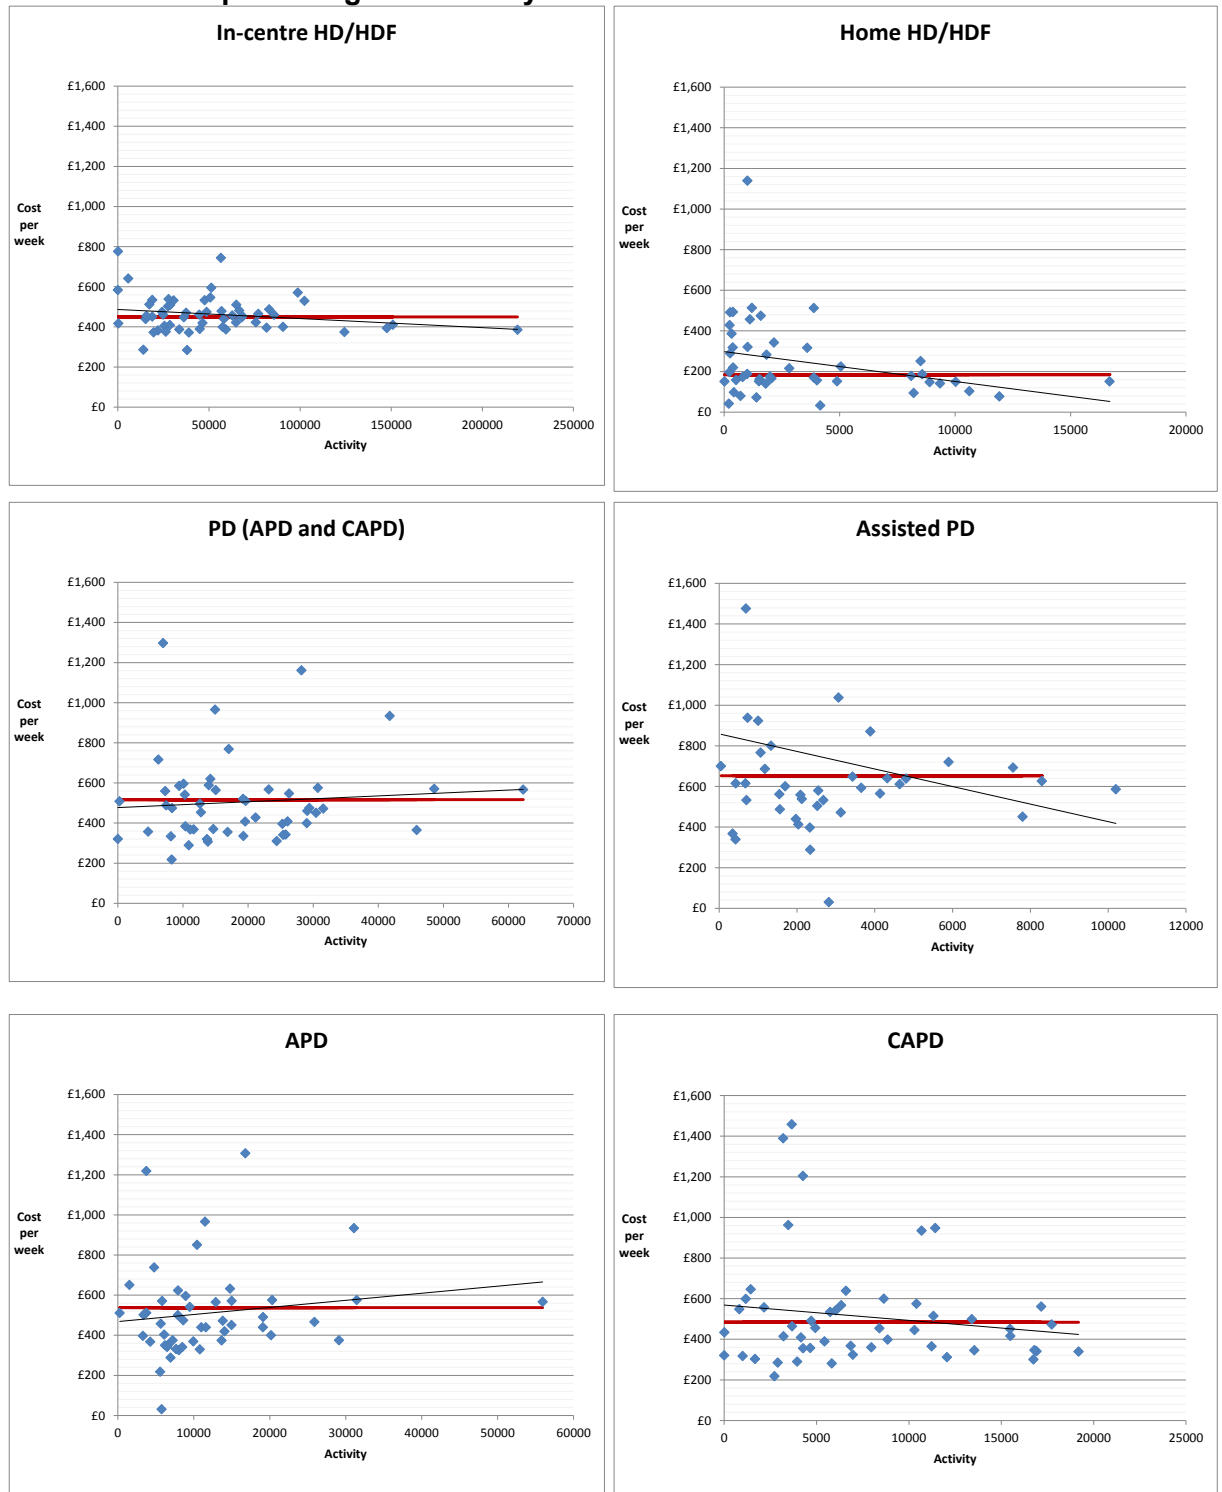 In-centre HD/HDF
£1,600
£1,400
£1,200
£1,000
£800
£600
£400
£200
£0
Cost
per
week
0 50000 100000 150000 200000 250000
Activity
Home HD/HDF
£1,600
£1,400
£1,200
£1,000
£800
£600
£400
£200
£0
Cost
per
week
0 5000 10000 15000 20000
Activity
PD (APD and CAPD)
£1,600
£1,400
£1,200
£1,000
£800
£600
£400
£200
£0
Cost
per
week
0 10000 20000 30000 40000 50000 60000 70000
Activity
Assisted PD
£1,600
£1,400
£1,200
£1,000
£800
£600
£400
£200
£0
Cost
per
week
0 2000 4000 6000 8000 10000 12000
Activity
APD
£1,600
£1,400
£1,200
£1,000
£800
£600
£400
£200
£0
Cost
per
week
0 10000 20000 30000 40000 50000 60000
Activity
CAPD
£1,600
£1,400
£1,200
£1,000
£800
£600
£400
£200
£0
Cost
per
week
0 5000 10000 15000 20000 25000
Activity